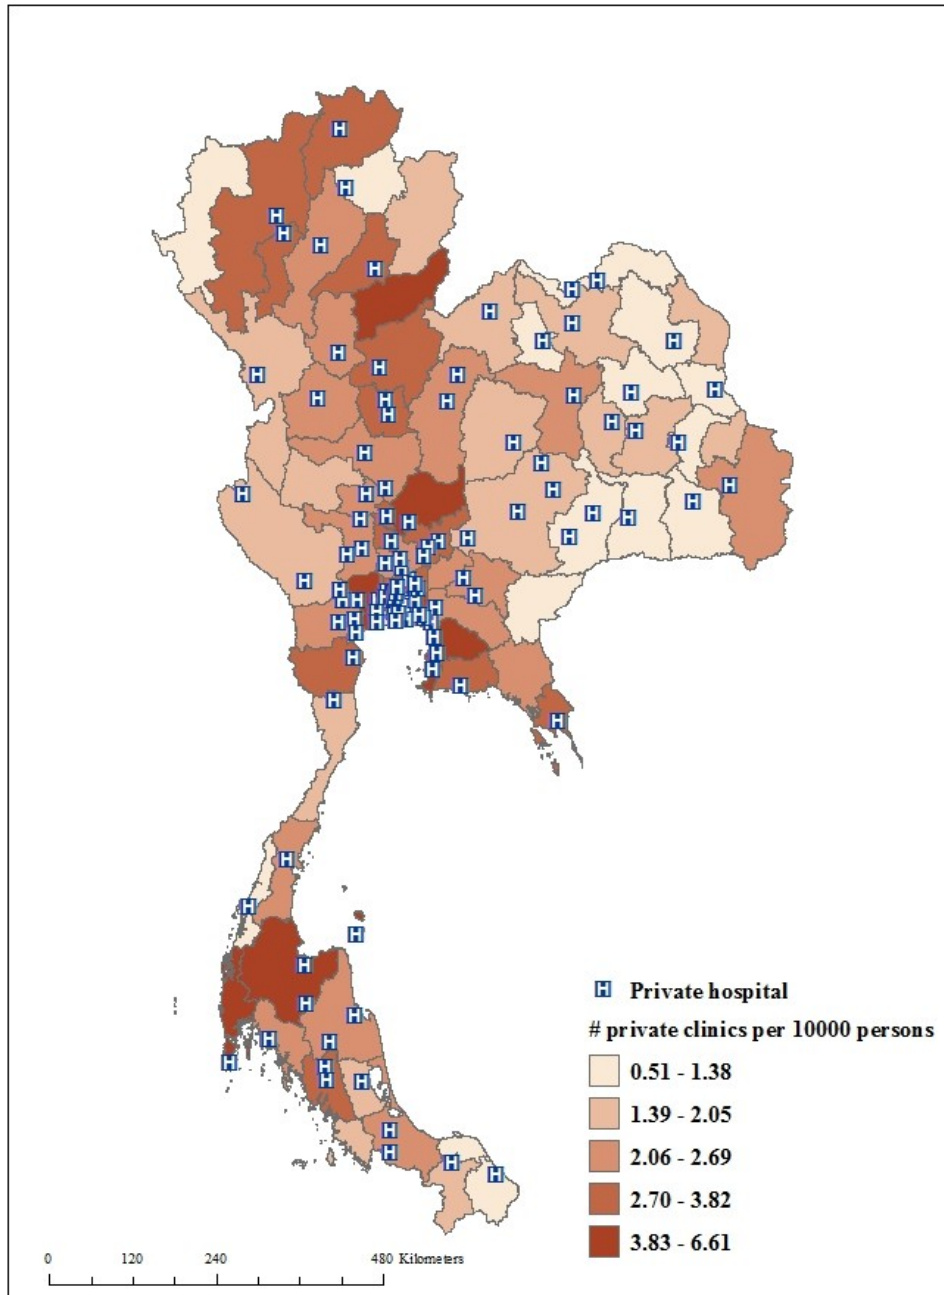 H Private hospital
# private clinics per 10000 persons
0.51 - 1.38
1.39 - 2.05
2.06 - 2.69
2.70 - 3.82
3.83 - 6.61
0 120 240 480 Kilometers